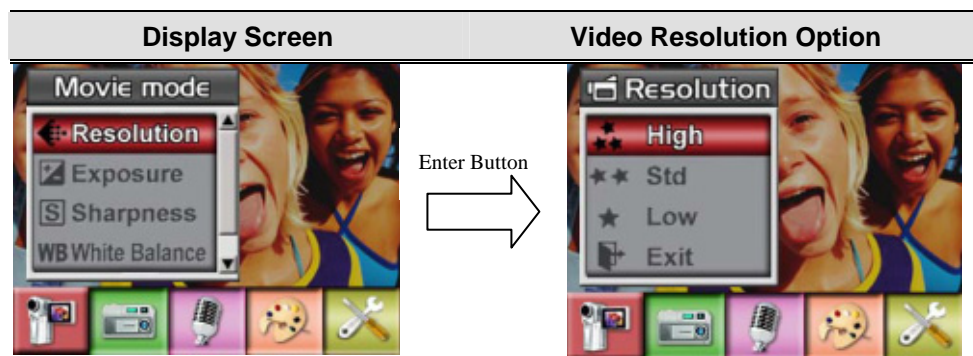 Display Screen
Video Resolution Option
Movie mode
Resolution
Exposure
S Sharpness
WB White Balance
Enter Button
Resolution
High
Std
Low
Exit